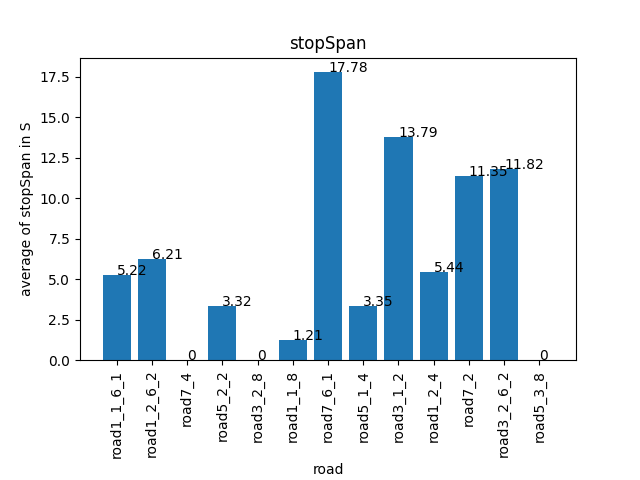 stopSpan
average of stopSpan in S
17.5
15.0
12.5
10.0
7.5
5.0
2.5
0.0
5.22
6.21
0
3.32
0
1.21
17.78
3.35
13.79
5.44
11.35
11.82
0
road1_1_6_1
road1_2_6_2
road7_4
road5_2_2
road3_2_8
road1_1_8
road7_6_1
road5_1_4
road3_1_2
road1_2_4
road7_2
road3_2_6_2
road5_3_8
road